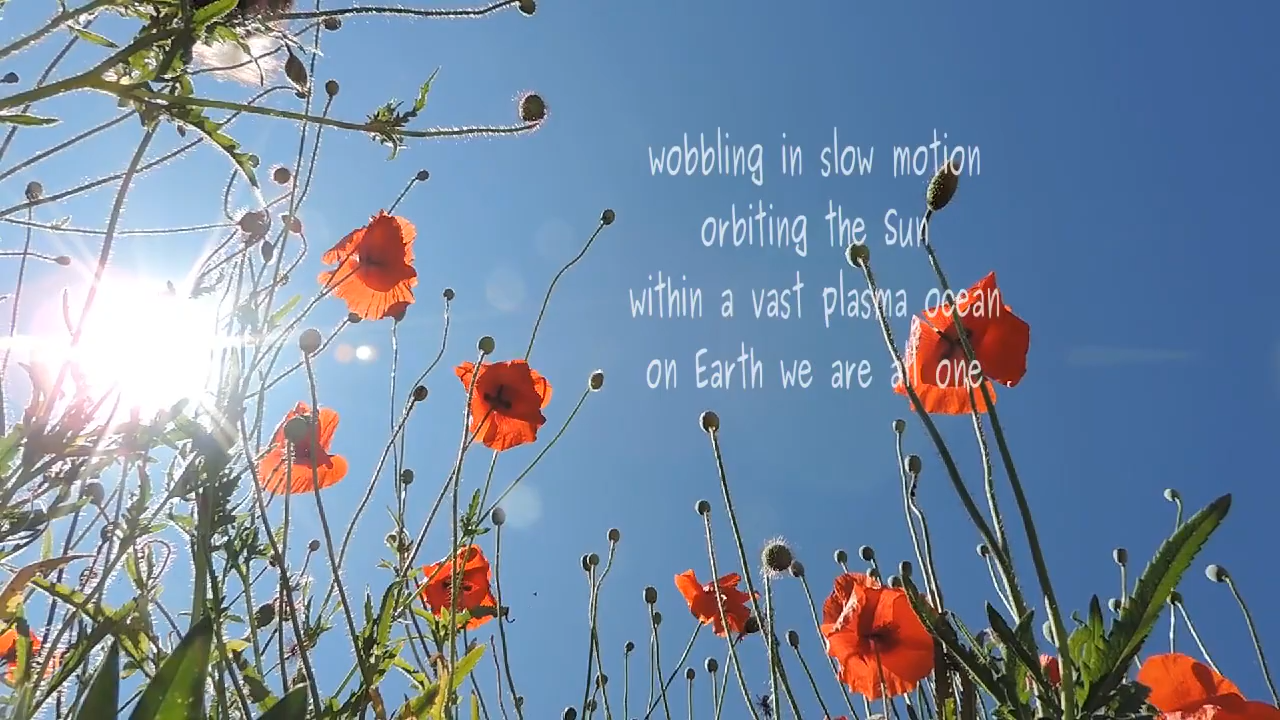 wobbling in slow motion
orbiting the Sun
within a vast plasma ocean
on Earth we are all one